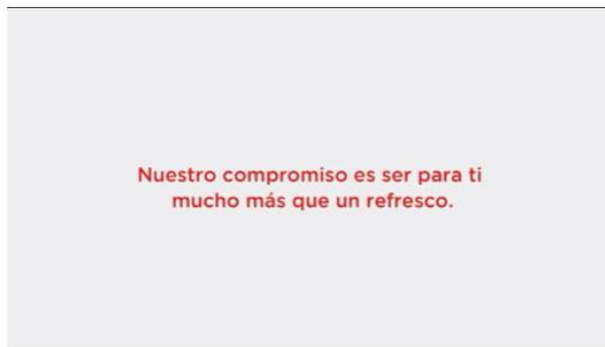 Nuestro compromiso es ser para ti
mucho más que un refresco.